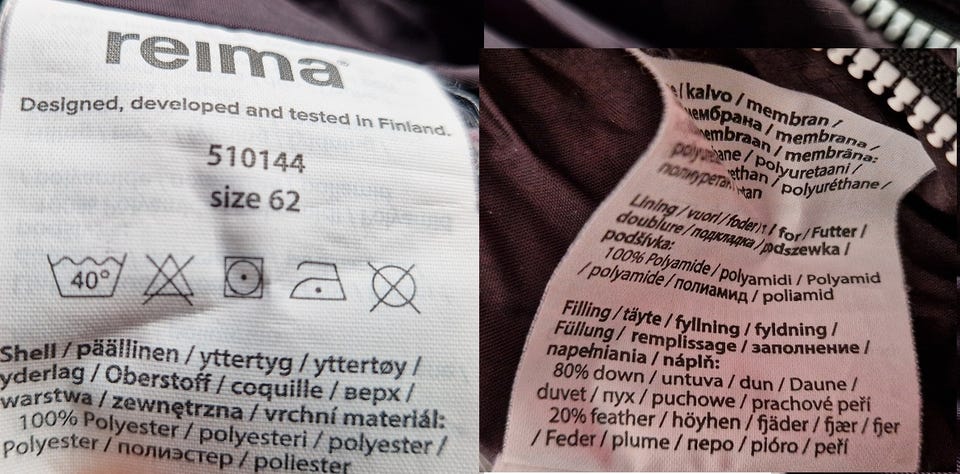 reima
Designed, developed and tested in Finland.
510144
size 62
40°
Shell / päällinen / yttertyg / yttertøy /
yderlag / Oberstoff / coquille / верх /
warstwa / zewnętrzna / vrchní materiál:
100% Polyester / polyesteri / polyester /
Polyester / полиэстер / poliester
/ kalvo / membran /
мембрана / membrana /
membraan / membräna:
polyurethane / polyuretaani /
polyuréthane /
полиуретан
Lining / vuori / foder / for / Futter /
doublure / подкладка / podszewka /
podšívka:
100% Polyamide / polyamidi / Polyamid
/ polyamide / полиамид / poliamid
Filling / täyte / fyllning / fyldning /
Füllung / remplissage / заполнение /
napełniania / náplň:
80% down / untuva / dun / Daune /
duvet / пух / puchowe / prachové peří
20% feather / höyhen / fjäder / fjær / fjer
/ Feder / plume / перо / pióro / peří